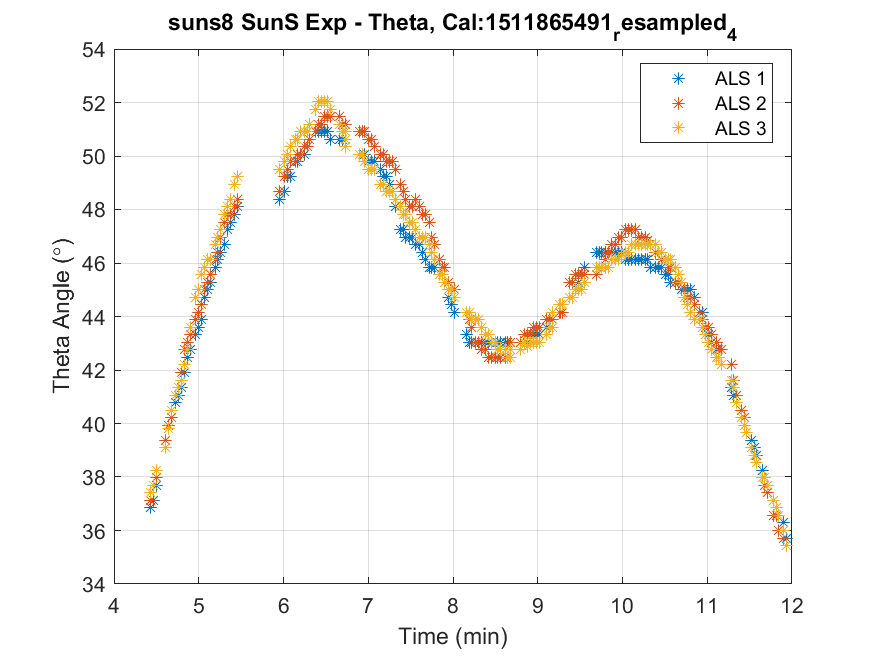 suns8 SunS Exp - Theta, Cal:1511865491resampled4
54
52
50
48
46
44
42
40
38
36
34
Theta Angle (°)
ALS 1
ALS 2
ALS 3
4 5 6 7 8 9 10 11 12
Time (min)